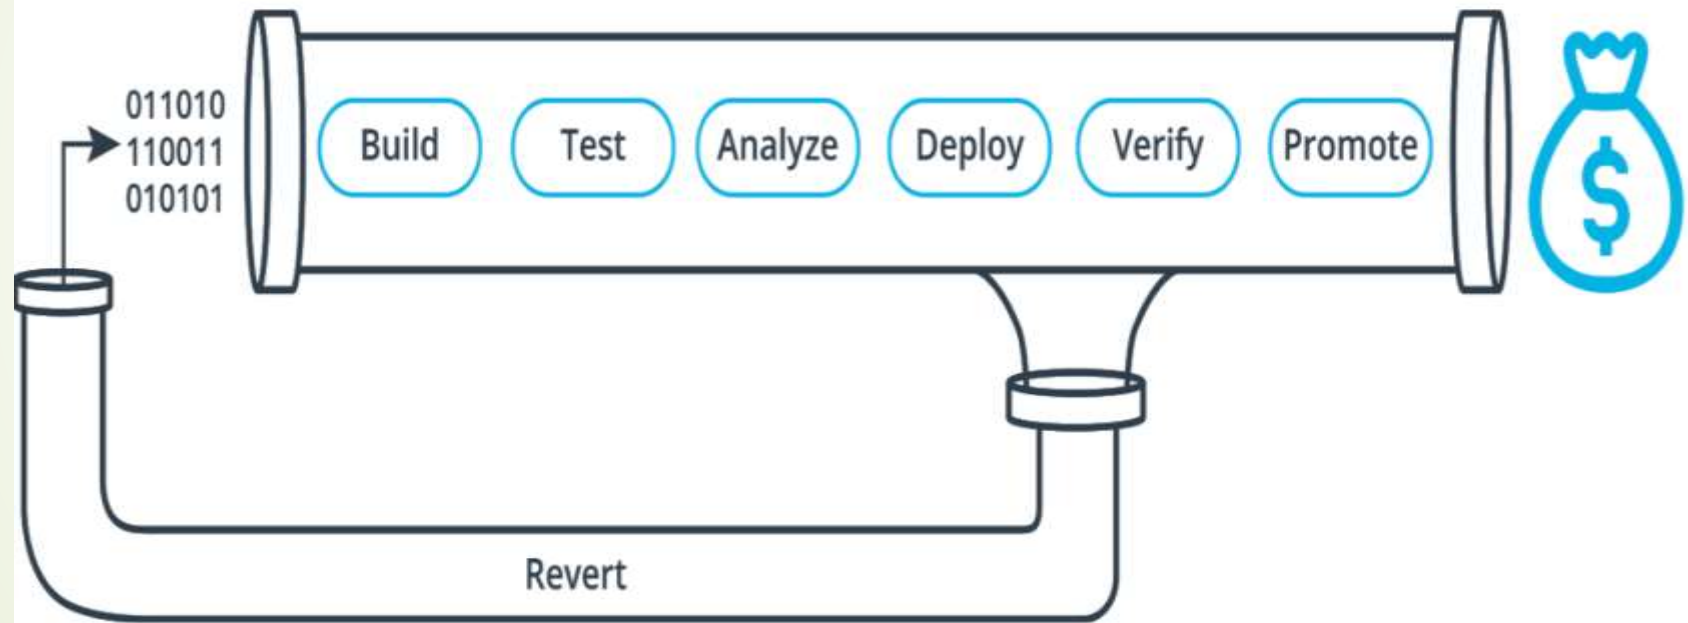 011010
110011
010101
Build Test Analyze Deploy Verify Promote
$
Revert